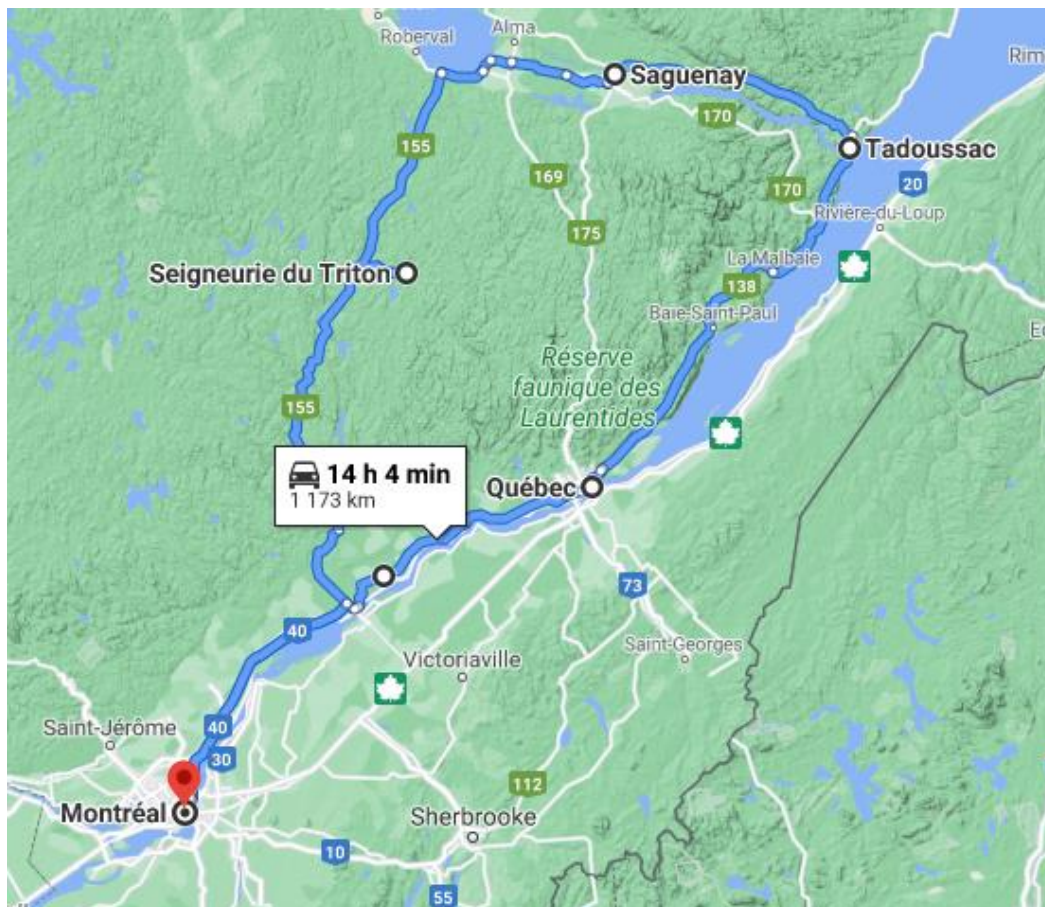 Roberval
Alma
Saguenay
Rim
155
170
Tadoussac
169
170
20
175
Rivière-du-Loup
Seigneurie du Triton
La Malbaie
138
Baie-Saint-Paul
Réserve
faunique des
Laurentides
155
14 h 4 min
1 173 km
Québec
73
40
Saint-Georges
Victoriaville
Saint-Jérôme
40
30
112
Montréal
Sherbrooke
10
55